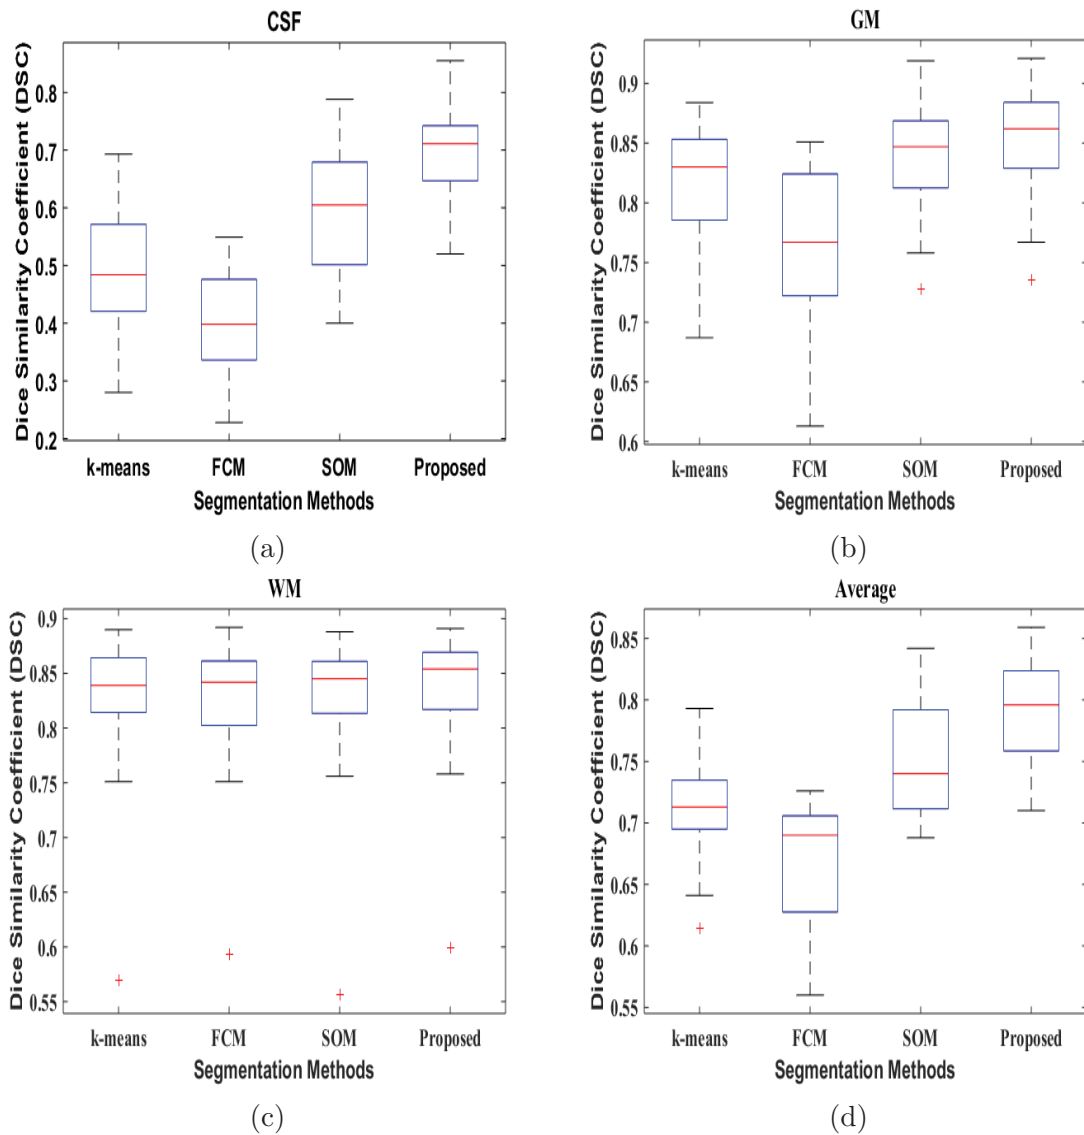 CSF
Dice Similarity Coefficient (DSC)
0.8
0.7
0.6
0.5
0.4
0.3
0.2
k-means FCM SOM Proposed
Segmentation Methods
(a)
GM
Dice Similarity Coefficient (DSC)
0.9
0.85
0.8
0.75
0.7
0.65
0.6
k-means FCM SOM Proposed
Segmentation Methods
(b)
WM
Dice Similarity Coefficient (DSC)
0.9
0.85
0.8
0.75
0.7
0.65
0.6
0.55
k-means FCM SOM Proposed
Segmentation Methods
(c)
Average
Dice Similarity Coefficient (DSC)
0.85
0.8
0.75
0.7
0.65
0.6
0.55
k-means FCM SOM Proposed
Segmentation Methods
(d)